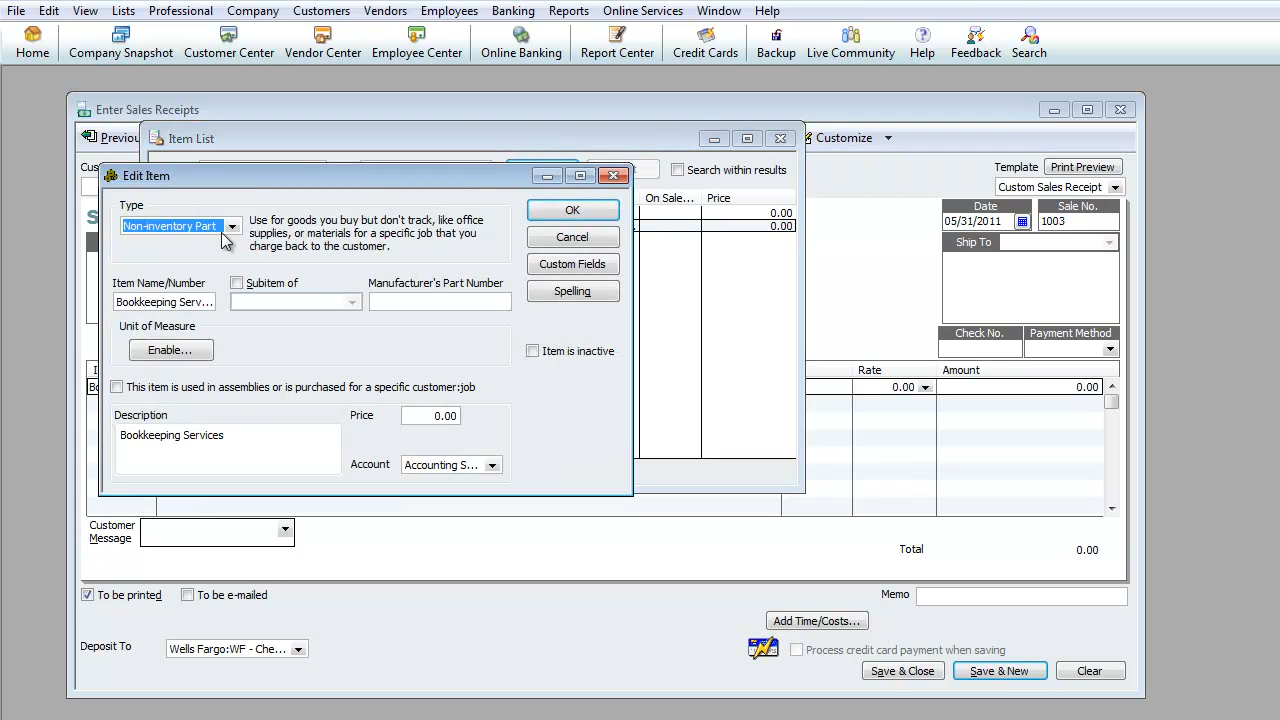 File Edit View Lists Professional Company Customers Vendors Employees Banking Reports Online Services Window Help
Home Company Snapshot Customer Center Vendor Center Employee Center Online Banking Report Center Credit Cards Backup Live Community Help Feedback Search
Enter Sales Receipts
Previou
Item List
Customize
Search within results
Template Print Preview
Custom Sales Receipt
On Sale... Price
0.00
0.00
Date Sale No.
05/31/2011 1003
Ship To
Check No. Payment Method
Edit Item
Type
Non-inventory Part
Use for goods you buy but don't track, like office
supplies, or materials for a specific job that you
charge back to the customer.
OK
Cancel
Custom Fields
Spelling
Item Name/Number Subitem of Manufacturer's Part Number
Bookkeeping Serv...
Unit of Measure
Enable...
Item is inactive
This item is used in assemblies or is purchased for a specific customer:job
Description
Bookkeeping Services
Price 0.00
Account Accounting S...
Rate Amount
0.00 0.00
Customer
Message
Total 0.00
To be printed To be e-mailed
Memo
Add Time/Costs...
Deposit To Wells Fargo:WF - Che...
Process credit card payment when saving
Save & Close Save & New Clear